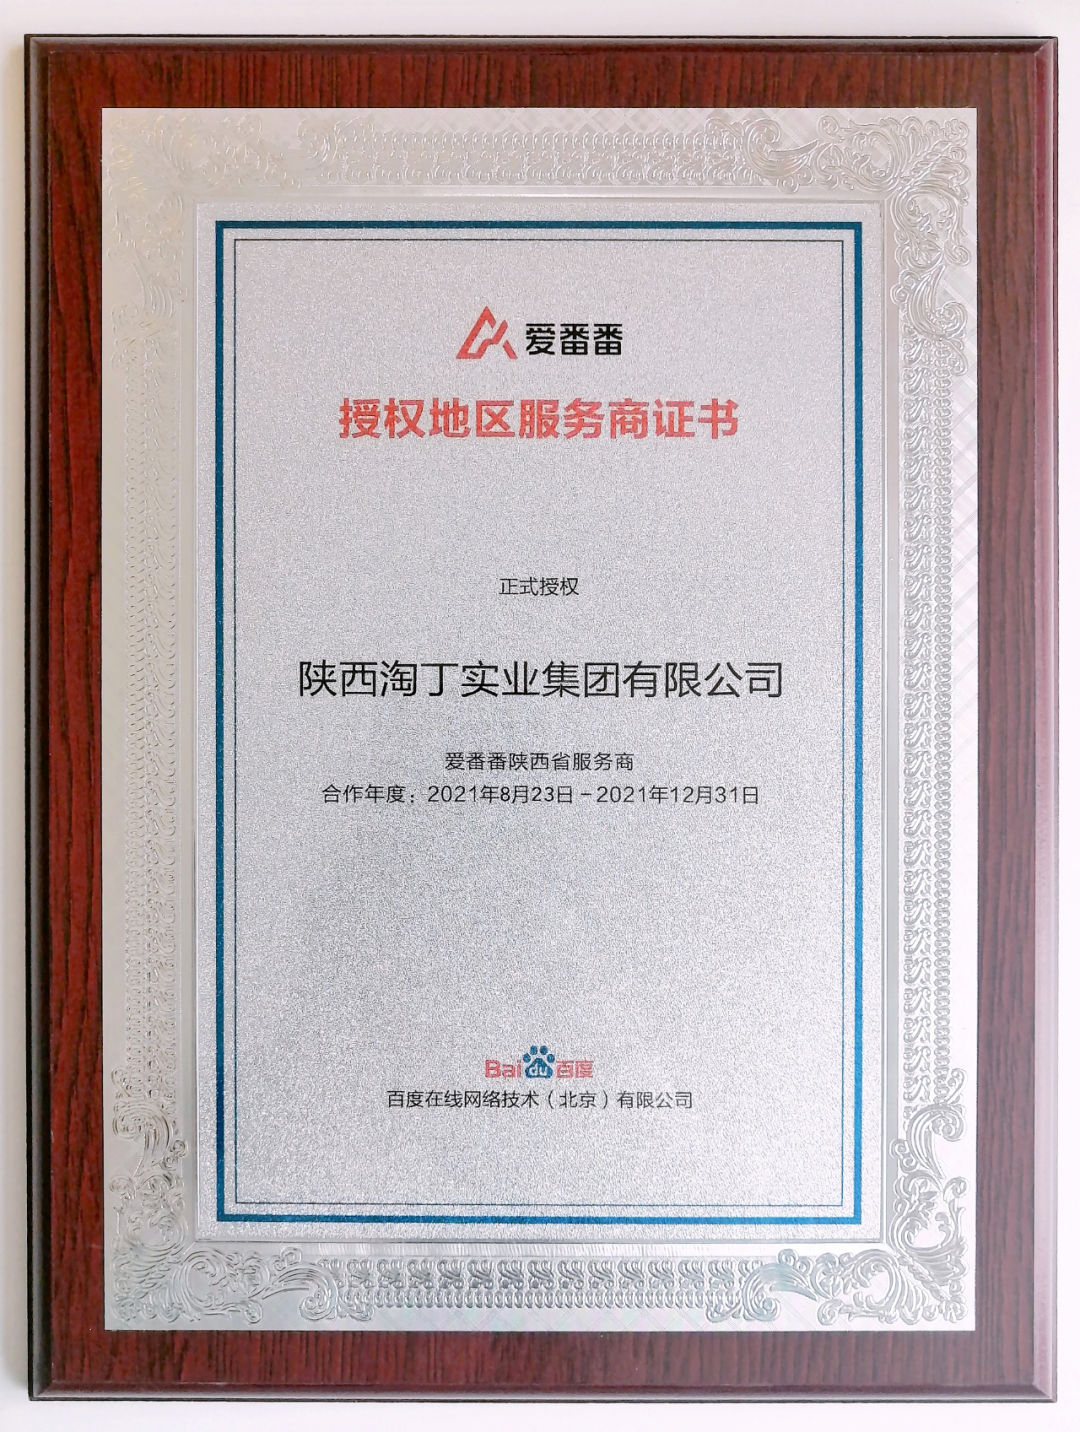 爱番番
授权地区服务商证书
正式授权
陕西淘丁实业集团有限公司
爱番番陕西省服务商
合作年度：2021年8月23日-2021年12月31日
Bai du 百度
百度在线网络技术（北京）有限公司